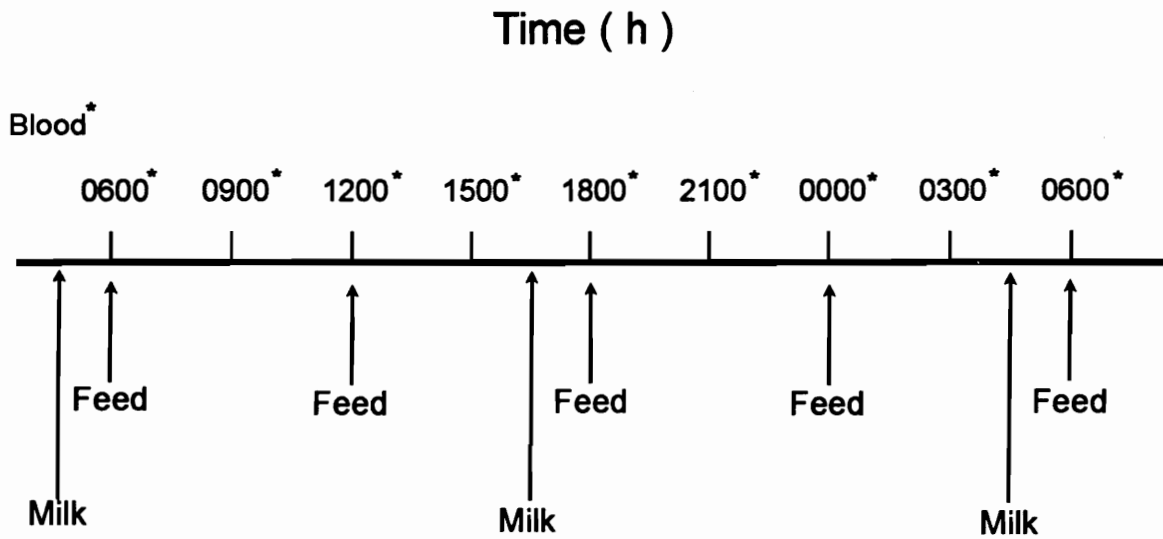 Time ( h )
Blood*
0600* 0900* 1200* 1500* 1800* 2100* 0000* 0300* 0600*
Feed Feed Feed Feed Feed
Milk Milk Milk